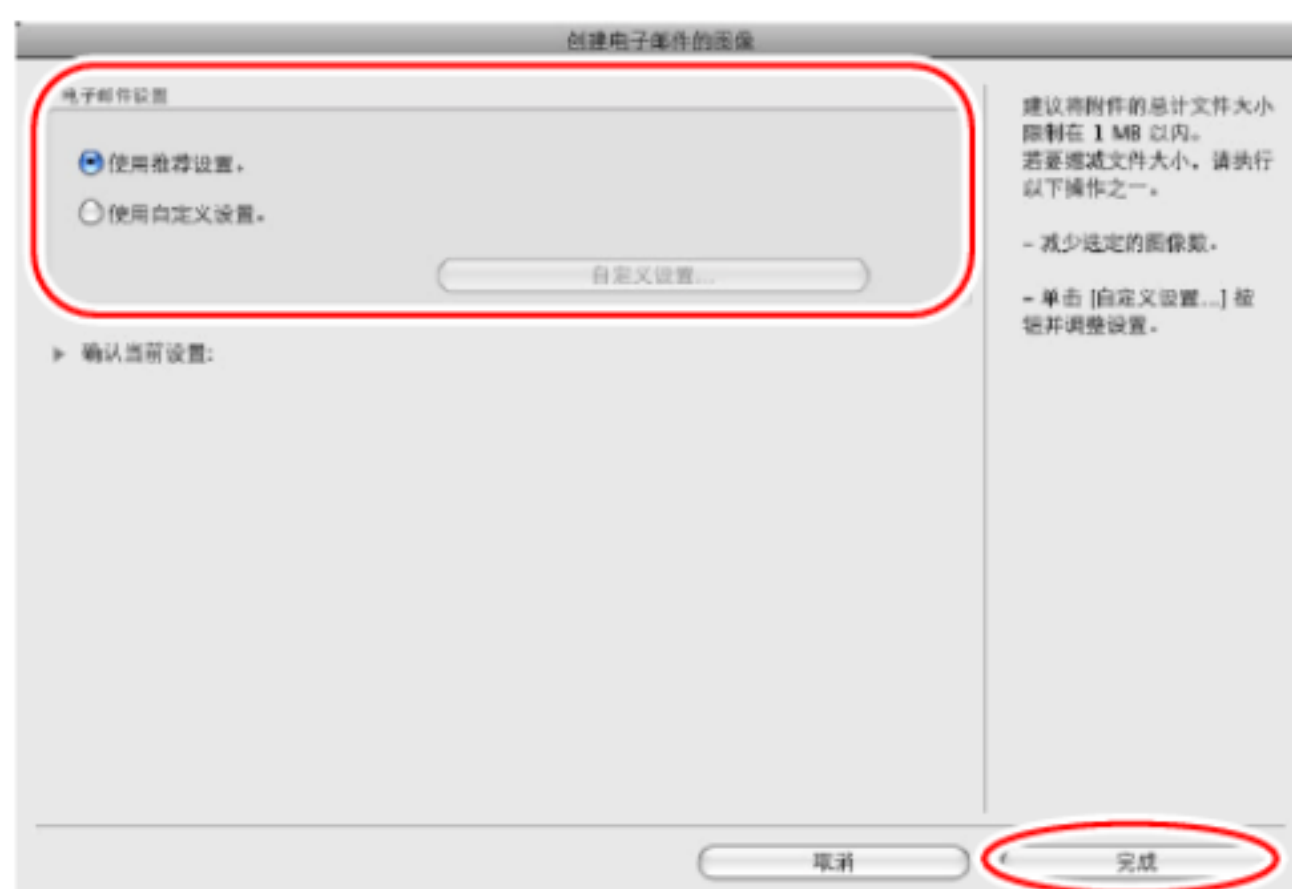 创建电子邮件的图像
电子邮件设置
使用推荐设置。
使用自定义设置。
自定义设置...
▶ 确认当前设置:
建议将附件的总计文件大小
限制在 1 MB 以内。
若要缩减文件大小，请执行
以下操作之一。
- 减少选定的图像数。
- 单击 [自定义设置...] 按
钮并调整设置。
取消
完成